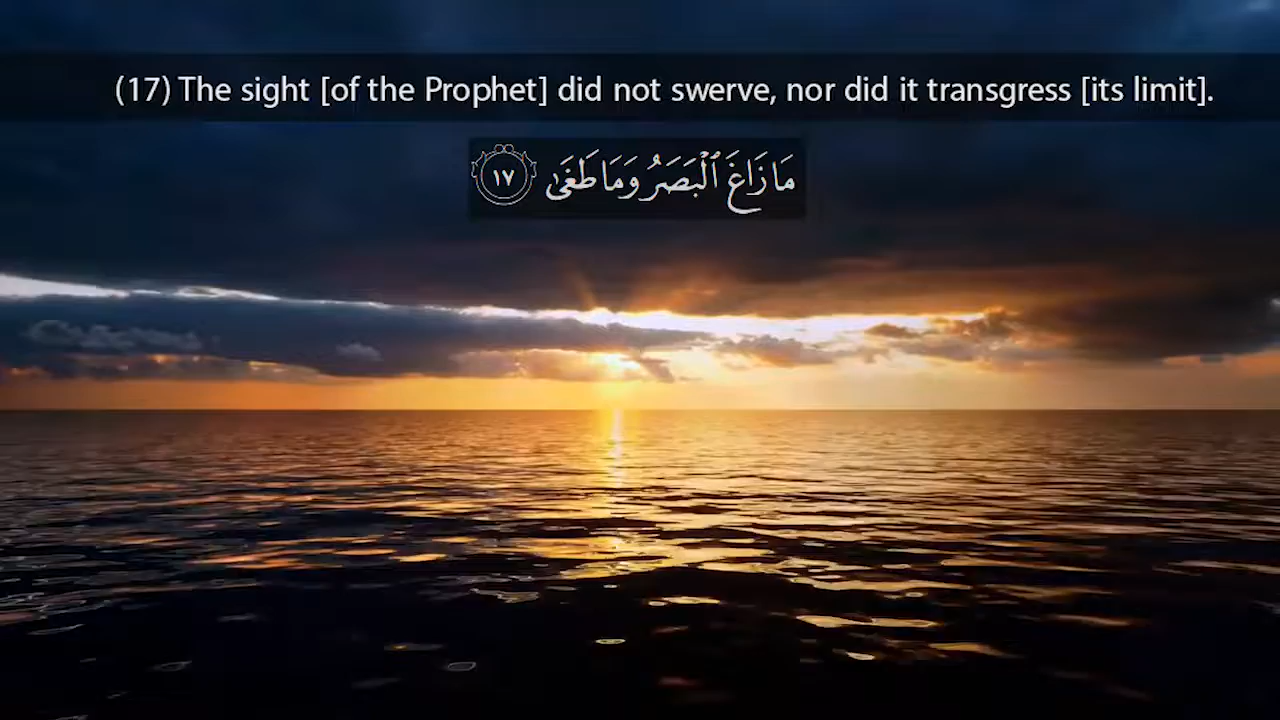 (17) The sight [of the Prophet] did not swerve, nor did it transgress [its limit].
مَا زَاغَ ٱلْبَصَرُ وَمَا طَغَىٰ ١٧